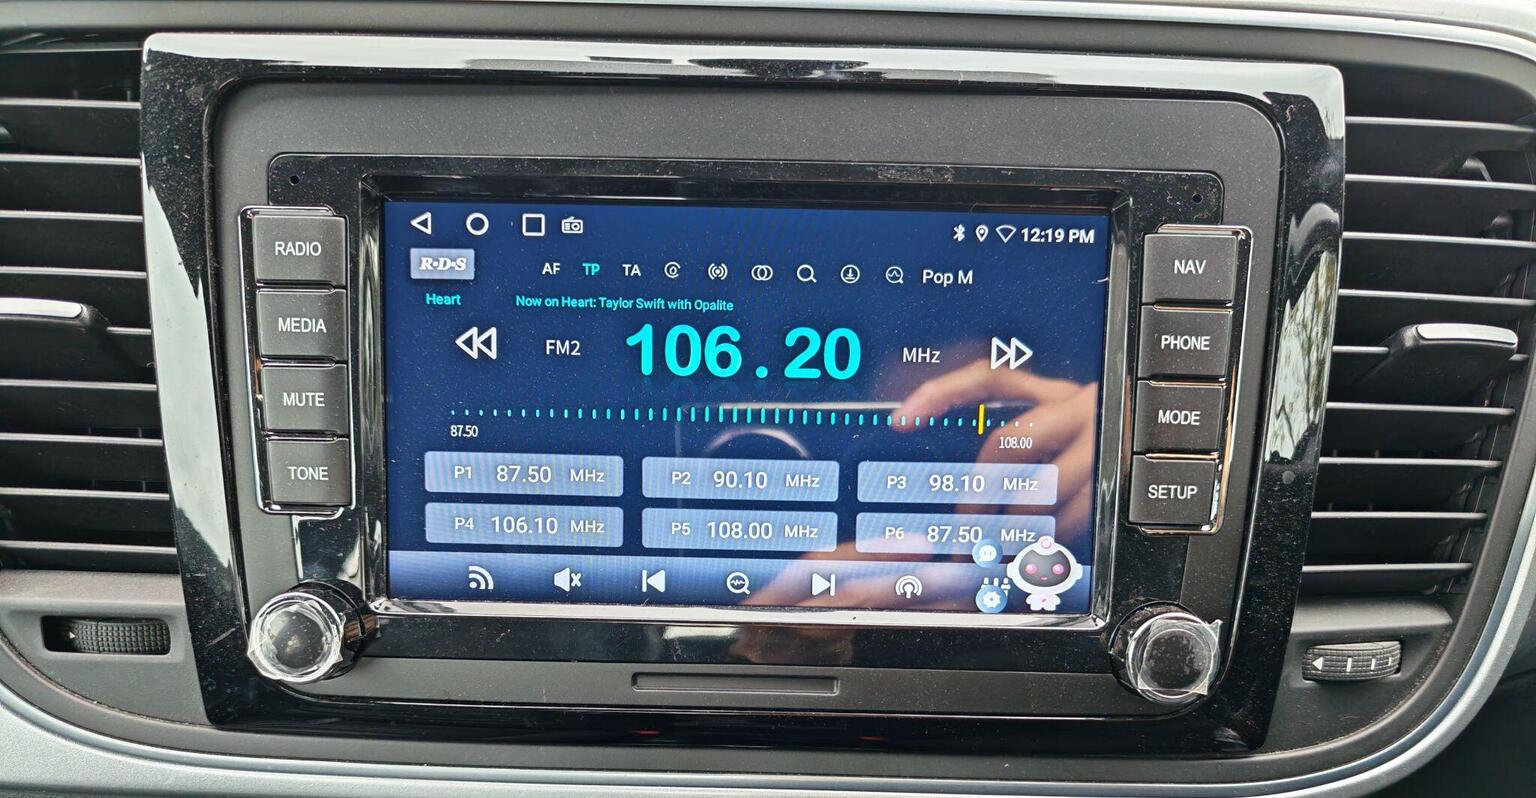 12:19 PM
R·D·S
AF TP TA Pop M
Heart Now on Heart: Taylor Swift with Opalite
FM2 106.20 MHz
87.50 108.00
P1 87.50 MHz P2 90.10 MHz P3 98.10 MHz
P4 106.10 MHz P5 108.00 MHz P6 87.50 MHz
RADIO
MEDIA
MUTE
TONE
NAV
PHONE
MODE
SETUP